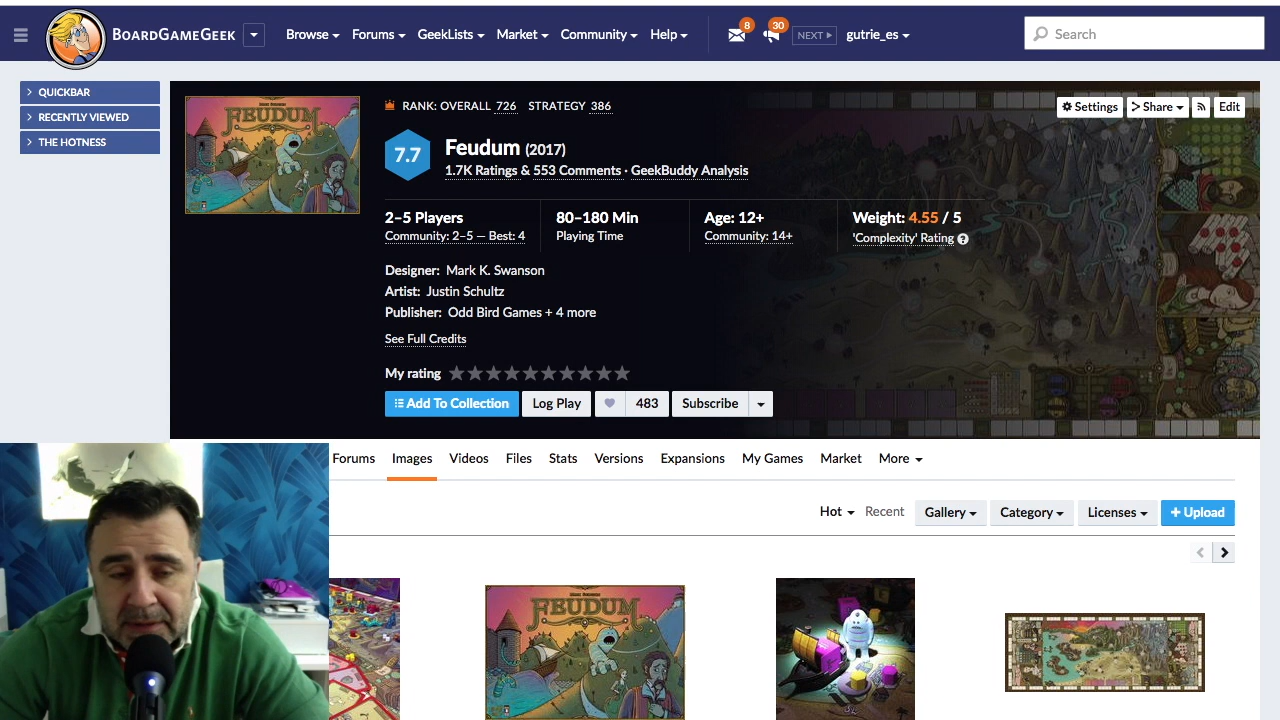 BOARDGAMEGEEK Browse Forums GeekLists Market Community Help 8 30 NEXT gutrie_es Search
QUICKBAR
RECENTLY VIEWED
THE HOTNESS
FEUDUM
RANK: OVERALL 726 STRATEGY 386
Settings Share Edit
7.7
Feudum (2017)
1.7K Ratings & 553 Comments · GeekBuddy Analysis
2–5 Players 80–180 Min Age: 12+ Weight: 4.55 / 5
Community: 2–5 — Best: 4 Playing Time Community: 14+ 'Complexity' Rating
Designer: Mark K. Swanson
Artist: Justin Schultz
Publisher: Odd Bird Games + 4 more
See Full Credits
My rating
Add To Collection Log Play 483 Subscribe
Forums Images Videos Files Stats Versions Expansions My Games Market More
Hot Recent Gallery Category Licenses + Upload
FEUDUM